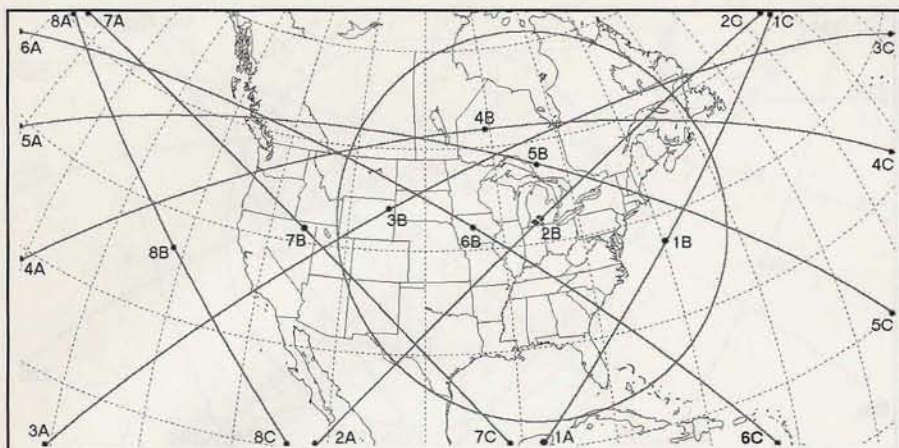 8A 7A 2C 1C
6A 3C
4B
5A 5B 4C
3B 6B 2B 1B
8B 7B
4A
5C
3A 8C 2A 7C 1A 6C